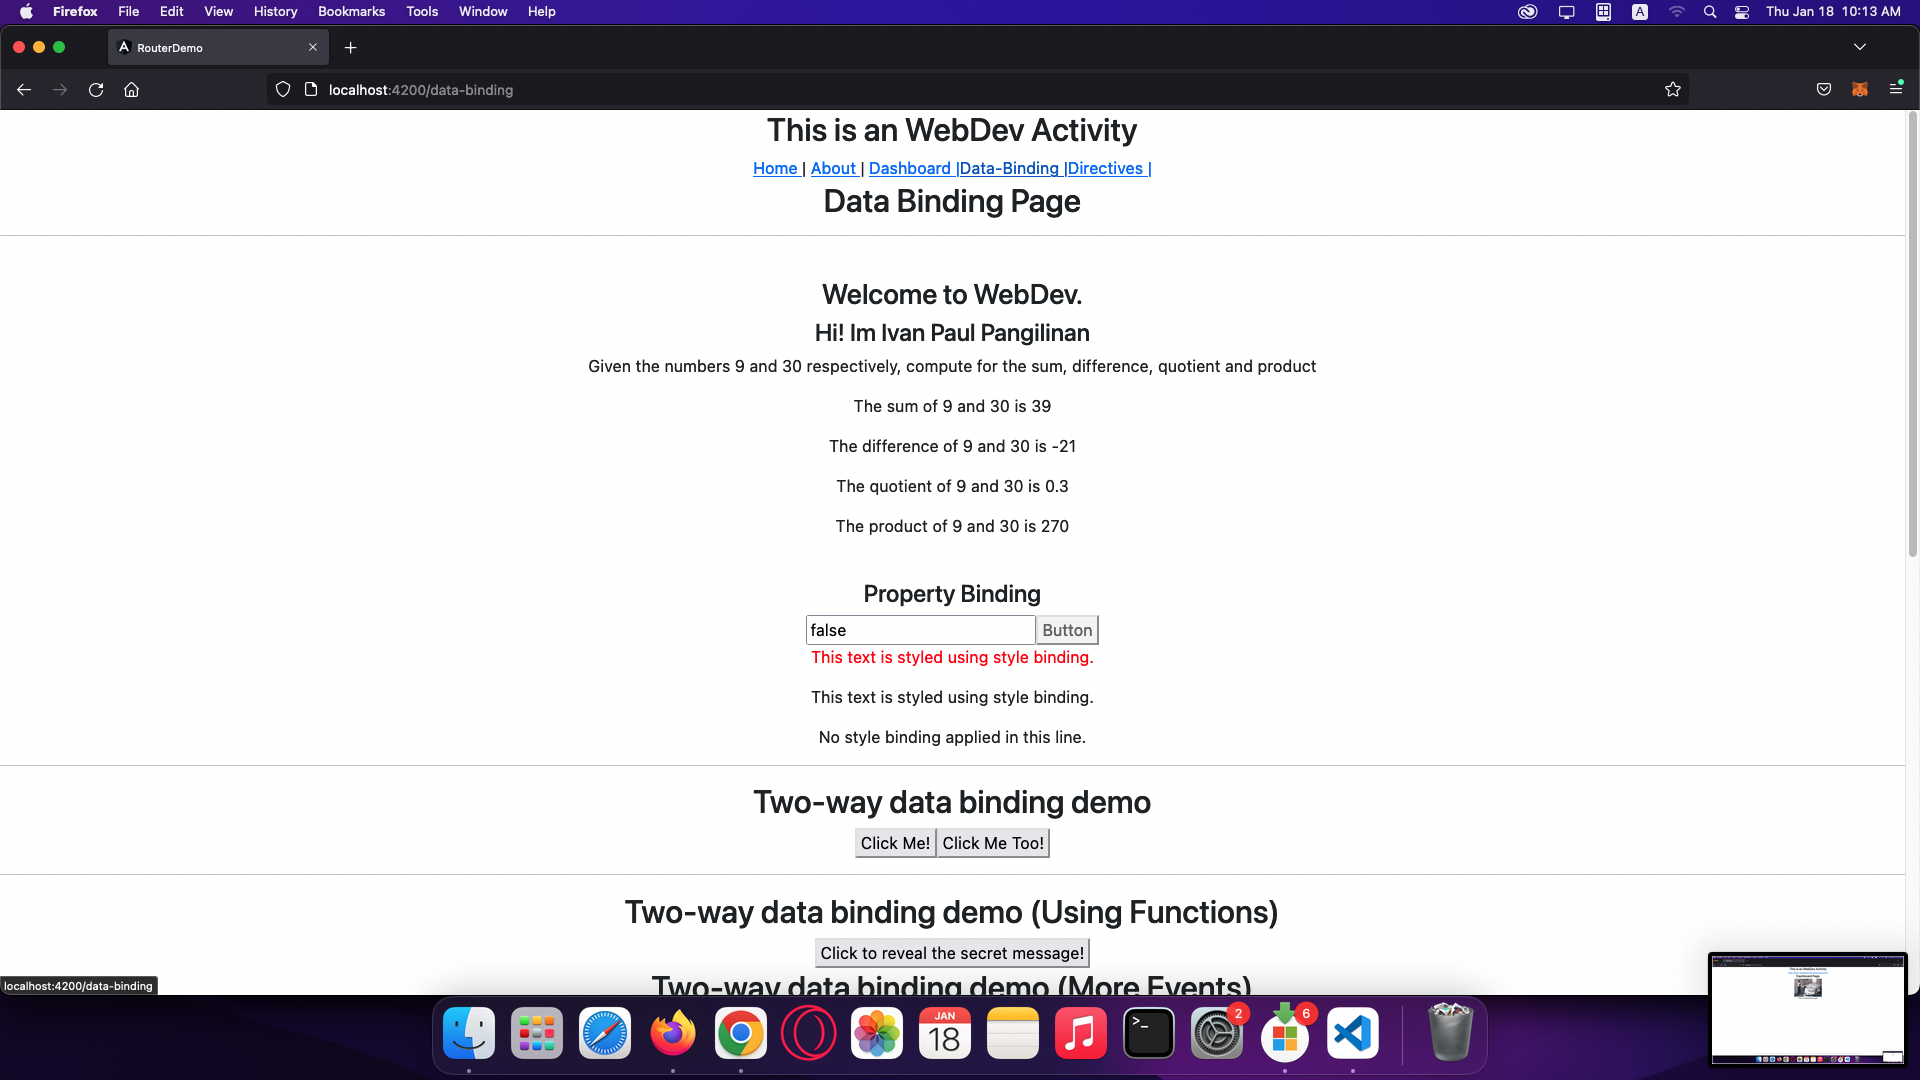 Firefox File Edit View History Bookmarks Tools Window Help
A
Thu Jan 18 10:13 AM
RouterDemo
localhost:4200/data-binding
This is an WebDev Activity
Home | About | Dashboard |Data-Binding |Directives |
Data Binding Page
Welcome to WebDev.
Hi! Im Ivan Paul Pangilinan
Given the numbers 9 and 30 respectively, compute for the sum, difference, quotient and product
The sum of 9 and 30 is 39
The difference of 9 and 30 is -21
The quotient of 9 and 30 is 0.3
The product of 9 and 30 is 270
Property Binding
false Button
This text is styled using style binding.
This text is styled using style binding.
No style binding applied in this line.
Two-way data binding demo
Click Me! Click Me Too!
Two-way data binding demo (Using Functions)
Click to reveal the secret message!
Two-way data binding demo (More Events)
localhost:4200/data-binding
JAN
18
>_
2
6